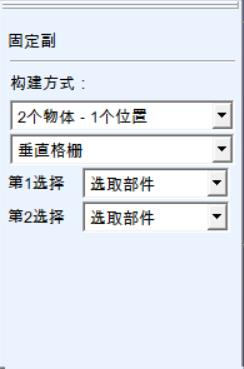 固定副
构建方式：
2个物体 - 1个位置
垂直格栅
第1选择 选取部件
第2选择 选取部件